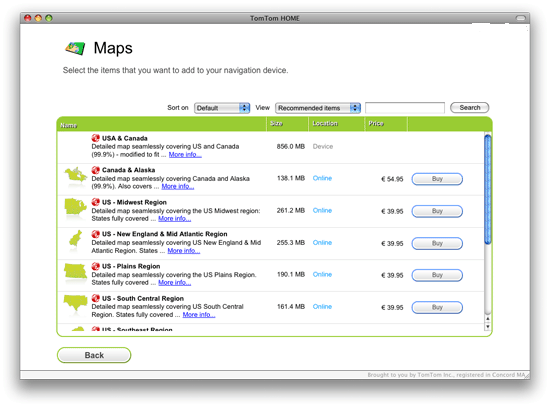 TomTom HOME
Maps
Select the items that you want to add to your navigation device.
Sort on Default View Recommended items Search
Name Size Location Price
USA & Canada
Detailed map seamlessly covering US and Canada 856.0 MB Device
(99.9%) - modified to fit ... More info...
Canada & Alaska
Detailed map seamlessly covering Canada and Alaska 138.1 MB Online € 54.95 Buy
(99.9%). Also covers ... More info...
US - Midwest Region
Detailed map seamlessly covering the US Midwest region: 261.2 MB Online € 39.95 Buy
States fully covered ... More info...
US - New England & Mid Atlantic Region
Detailed map seamlessly covering US New England & Mid 255.3 MB Online € 39.95 Buy
Atlantic Region. States ... More info...
US - Plains Region
Detailed map seamlessly covering the US Plains Region. 190.1 MB Online € 39.95 Buy
States fully covered ... More info...
US - South Central Region
Detailed map seamlessly covering US South Central 161.4 MB Online € 39.95 Buy
Region. States fully covered ... More info...
US - Southeast Region
Back
Brought to you by TomTom Inc., registered in Concord MA,